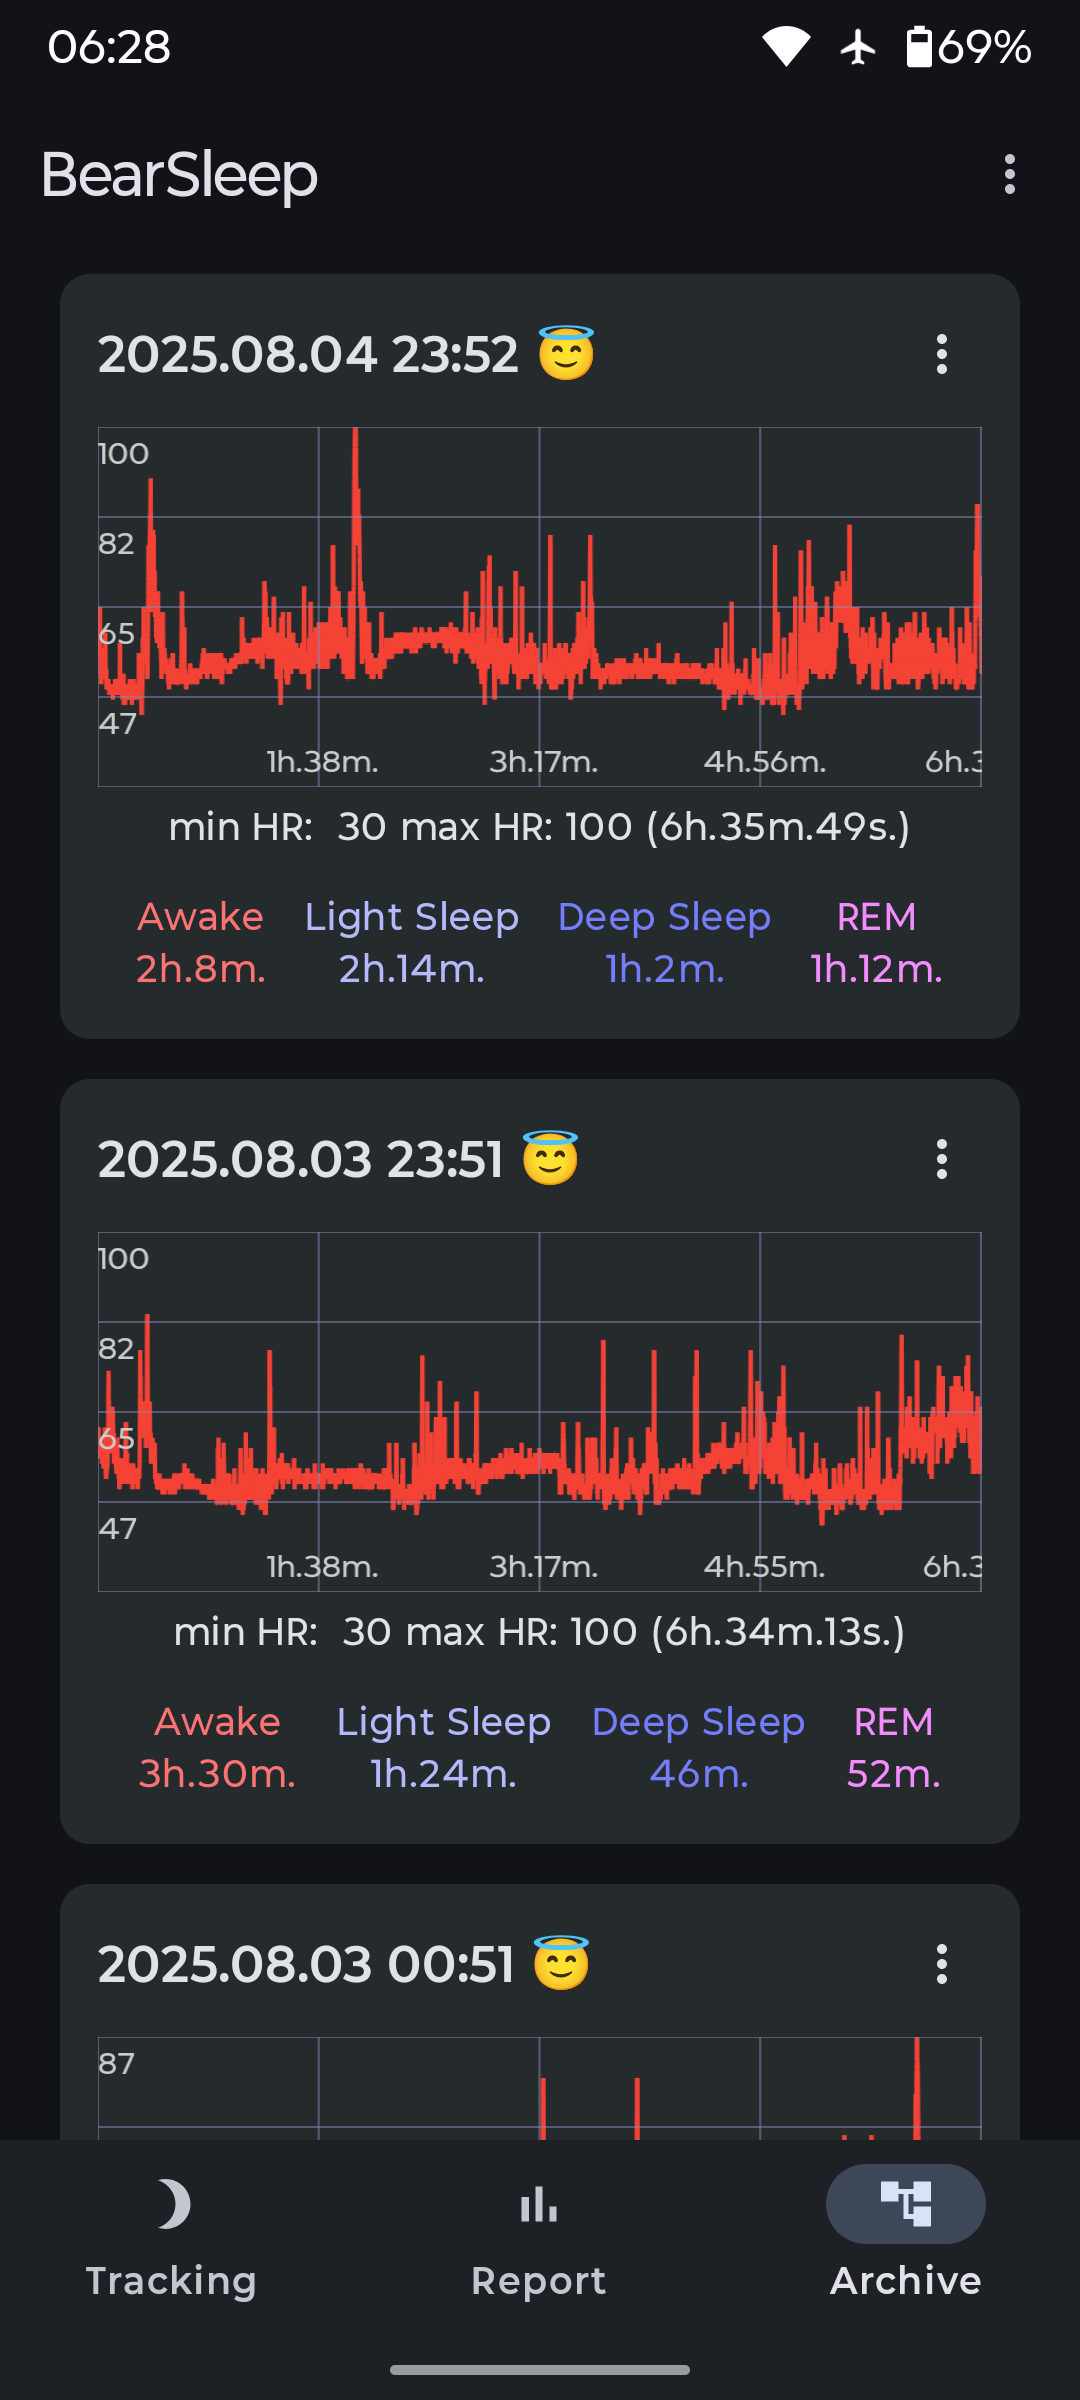 06:28
69%
BearSleep
2025.08.04 23:52 😇
100
82
65
47
1h.38m. 3h.17m. 4h.56m. 6h.3
min HR: 30 max HR: 100 (6h.35m.49s.)
Awake Light Sleep Deep Sleep REM
2h.8m. 2h.14m. 1h.2m. 1h.12m.
2025.08.03 23:51 😇
100
82
65
47
1h.38m. 3h.17m. 4h.55m. 6h.3
min HR: 30 max HR: 100 (6h.34m.13s.)
Awake Light Sleep Deep Sleep REM
3h.30m. 1h.24m. 46m. 52m.
2025.08.03 00:51 😇
87
Tracking Report Archive